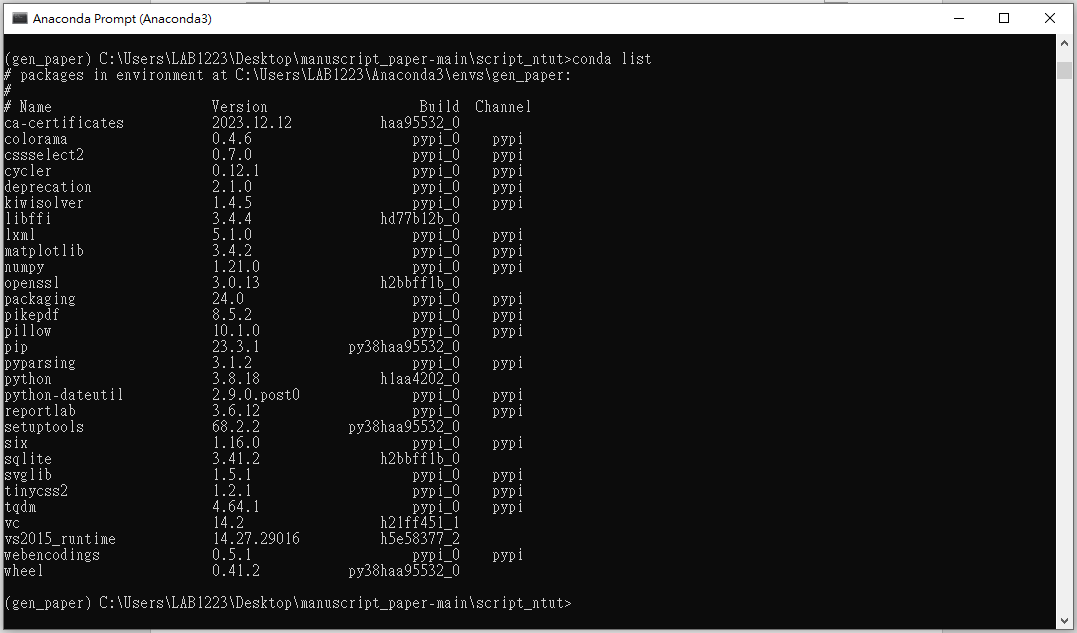 Anaconda Prompt (Anaconda3)
(gen_paper) C:\Users\LAB1223\Desktop\manuscript_paper-main\script_ntut>conda list
# packages in environment at C:\Users\LAB1223\Anaconda3\envs\gen_paper:
#
# Name                    Version                   Build  Channel
ca-certificates           2023.12.12           haa95532_0
colorama                  0.4.6                    pypi_0    pypi
cssselect2                0.7.0                    pypi_0    pypi
cycler                    0.12.1                   pypi_0    pypi
deprecation               2.1.0                    pypi_0    pypi
kiwisolver                1.4.5                    pypi_0    pypi
libffi                    3.4.4                hd77b12b_0
lxml                      5.1.0                    pypi_0    pypi
matplotlib                3.4.2                    pypi_0    pypi
numpy                     1.21.0                   pypi_0    pypi
openssl                   3.0.13               h2bbff1b_0
packaging                 24.0                     pypi_0    pypi
pikepdf                   8.5.2                    pypi_0    pypi
pillow                    10.1.0                   pypi_0    pypi
pip                       23.3.1           py38haa95532_0
pyparsing                 3.1.2                    pypi_0    pypi
python                    3.8.18               h1aa4202_0
python-dateutil           2.9.0.post0              pypi_0    pypi
reportlab                 3.6.12                   pypi_0    pypi
setuptools                68.2.2           py38haa95532_0
six                       1.16.0                   pypi_0    pypi
sqlite                    3.41.2               h2bbff1b_0
svglib                    1.5.1                    pypi_0    pypi
tinycss2                  1.2.1                    pypi_0    pypi
tqdm                      4.64.1                   pypi_0    pypi
vc                        14.2                 h21ff451_1
vs2015_runtime            14.27.29016          h5e58377_2
webencodings              0.5.1                    pypi_0    pypi
wheel                     0.41.2           py38haa95532_0
(gen_paper) C:\Users\LAB1223\Desktop\manuscript_paper-main\script_ntut>